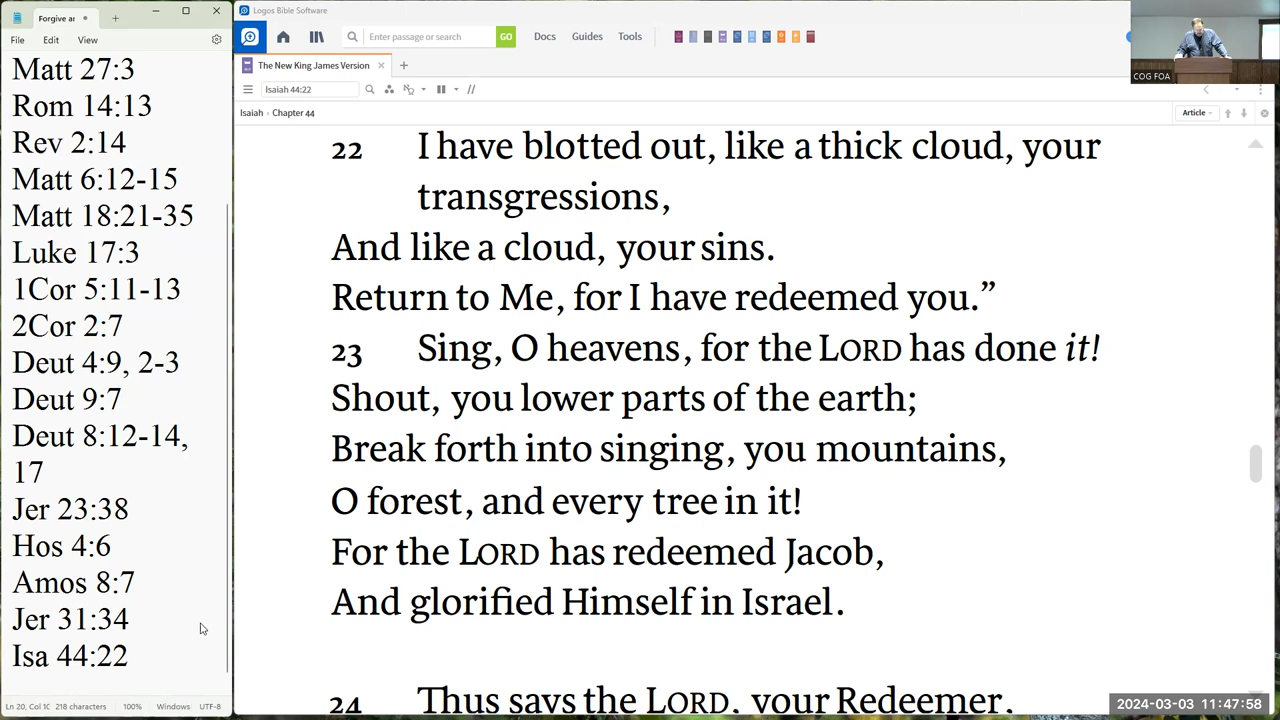 Forgive ar
File
Edit
View
Matt 27:3
Rom 14:13
Rev 2:14
Matt 6:12-15
Matt 18:21-35
Luke 17:3
1Cor 5:11-13
2Cor 2:7
Deut 4:9, 2-3
Deut 9:7
Deut 8:12-14,
17
Jer 23:38
Hos 4:6
Amos 8:7
Jer 31:34
Isa 44:22
Ln 20, Col 1
218 characters
100%
Windows
UTF-8
Logos Bible Software
Enter passage or search
GO
Docs
Guides
Tools
The New King James Version
Isaiah 44:22
Isaiah › Chapter 44
Article
22 I have blotted out, like a thick cloud, your
transgressions,
And like a cloud, your sins.
Return to Me, for I have redeemed you.”
23 Sing, O heavens, for the LORD has done it!
Shout, you lower parts of the earth;
Break forth into singing, you mountains,
O forest, and every tree in it!
For the LORD has redeemed Jacob,
And glorified Himself in Israel.
24 Thus says the LORD, your Redeemer,
COG FOA
2024-03-03 11:47:58